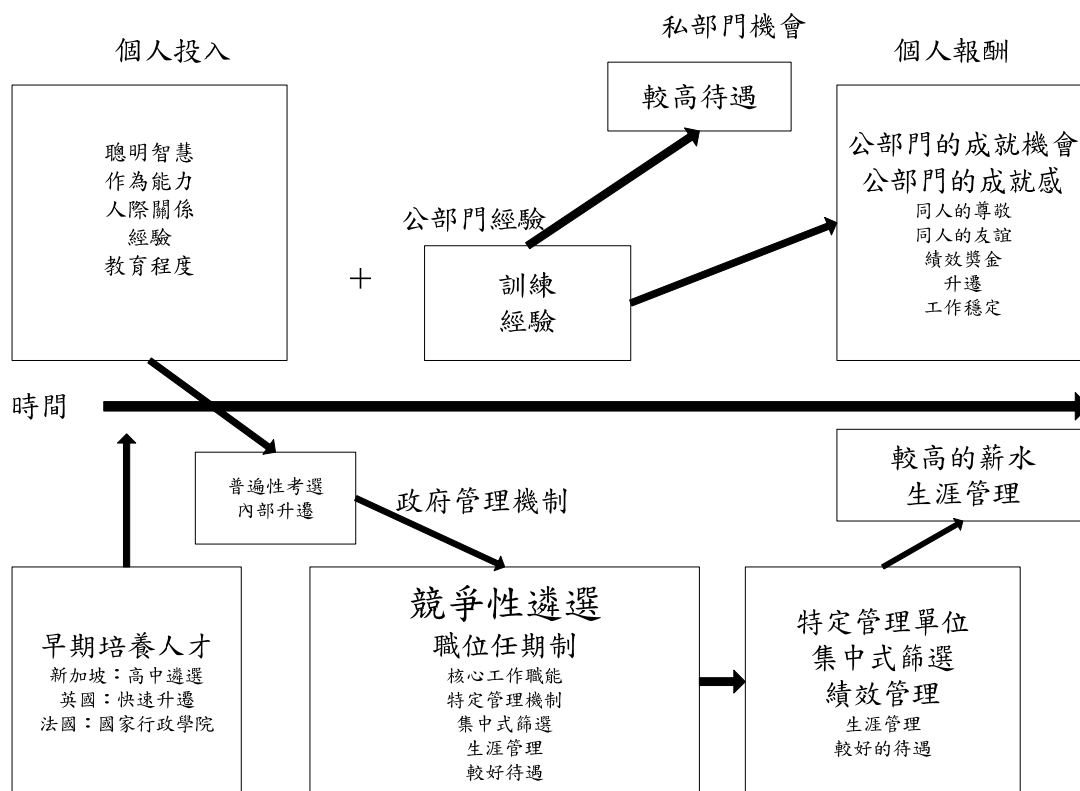 個人投入
聰明智慧
作為能力
人際關係
經驗
教育程度
+
公部門經驗
訓練
經驗
私部門機會
較高待遇
個人報酬
公部門的成就機會
公部門的成就感
同人的尊敬
同人的友誼
績效獎金
升遷
工作穩定
時間
普遍性考選
內部升遷
政府管理機制
較高的薪水
生涯管理
早期培養人才
新加坡：高中遴選
英國：快速升遷
法國：國家行政學院
競爭性遴選
職位任期制
核心工作職能
特定管理機制
集中式篩選
生涯管理
較好待遇
特定管理單位
集中式篩選
績效管理
生涯管理
較好的待遇